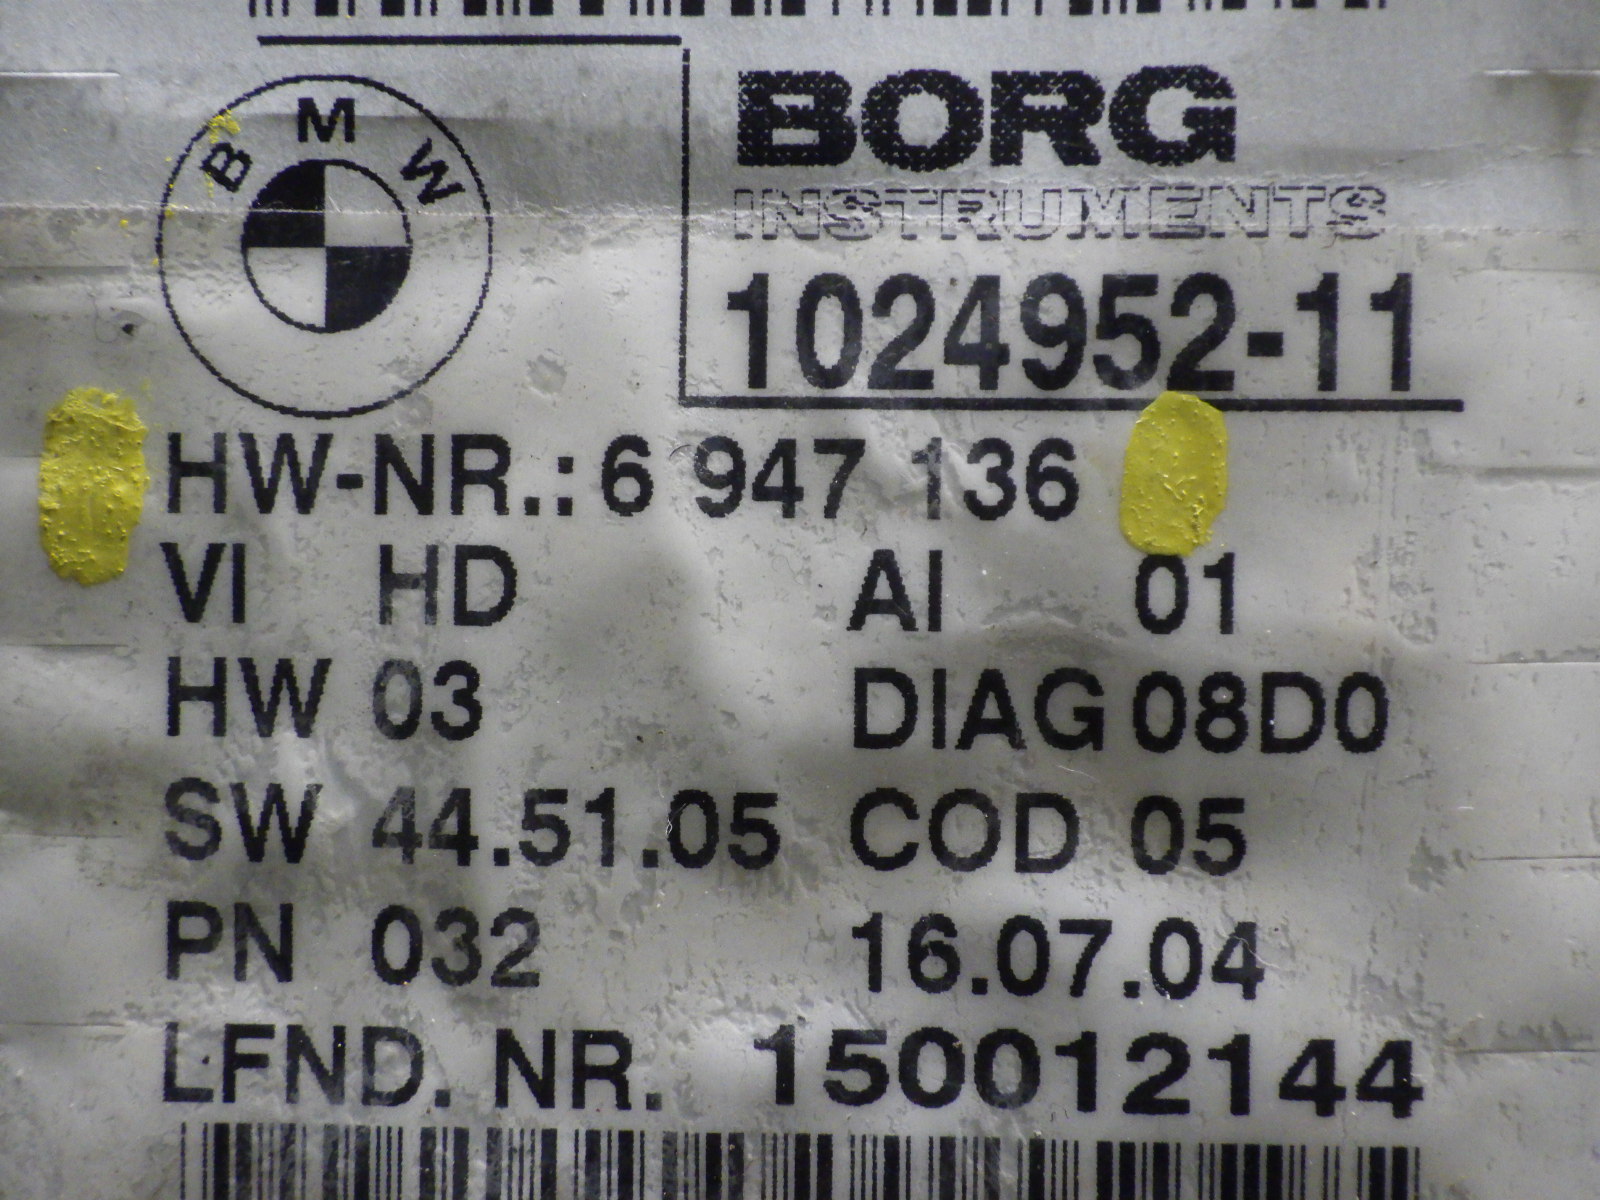 BMW
BORG
INSTRUMENTS
1024952-11
HW-NR.: 6 947 136
VI HD AI 01
HW 03 DIAG 08D0
SW 44.51.05 COD 05
PN 032 16.07.04
LFND. NR. 150012144